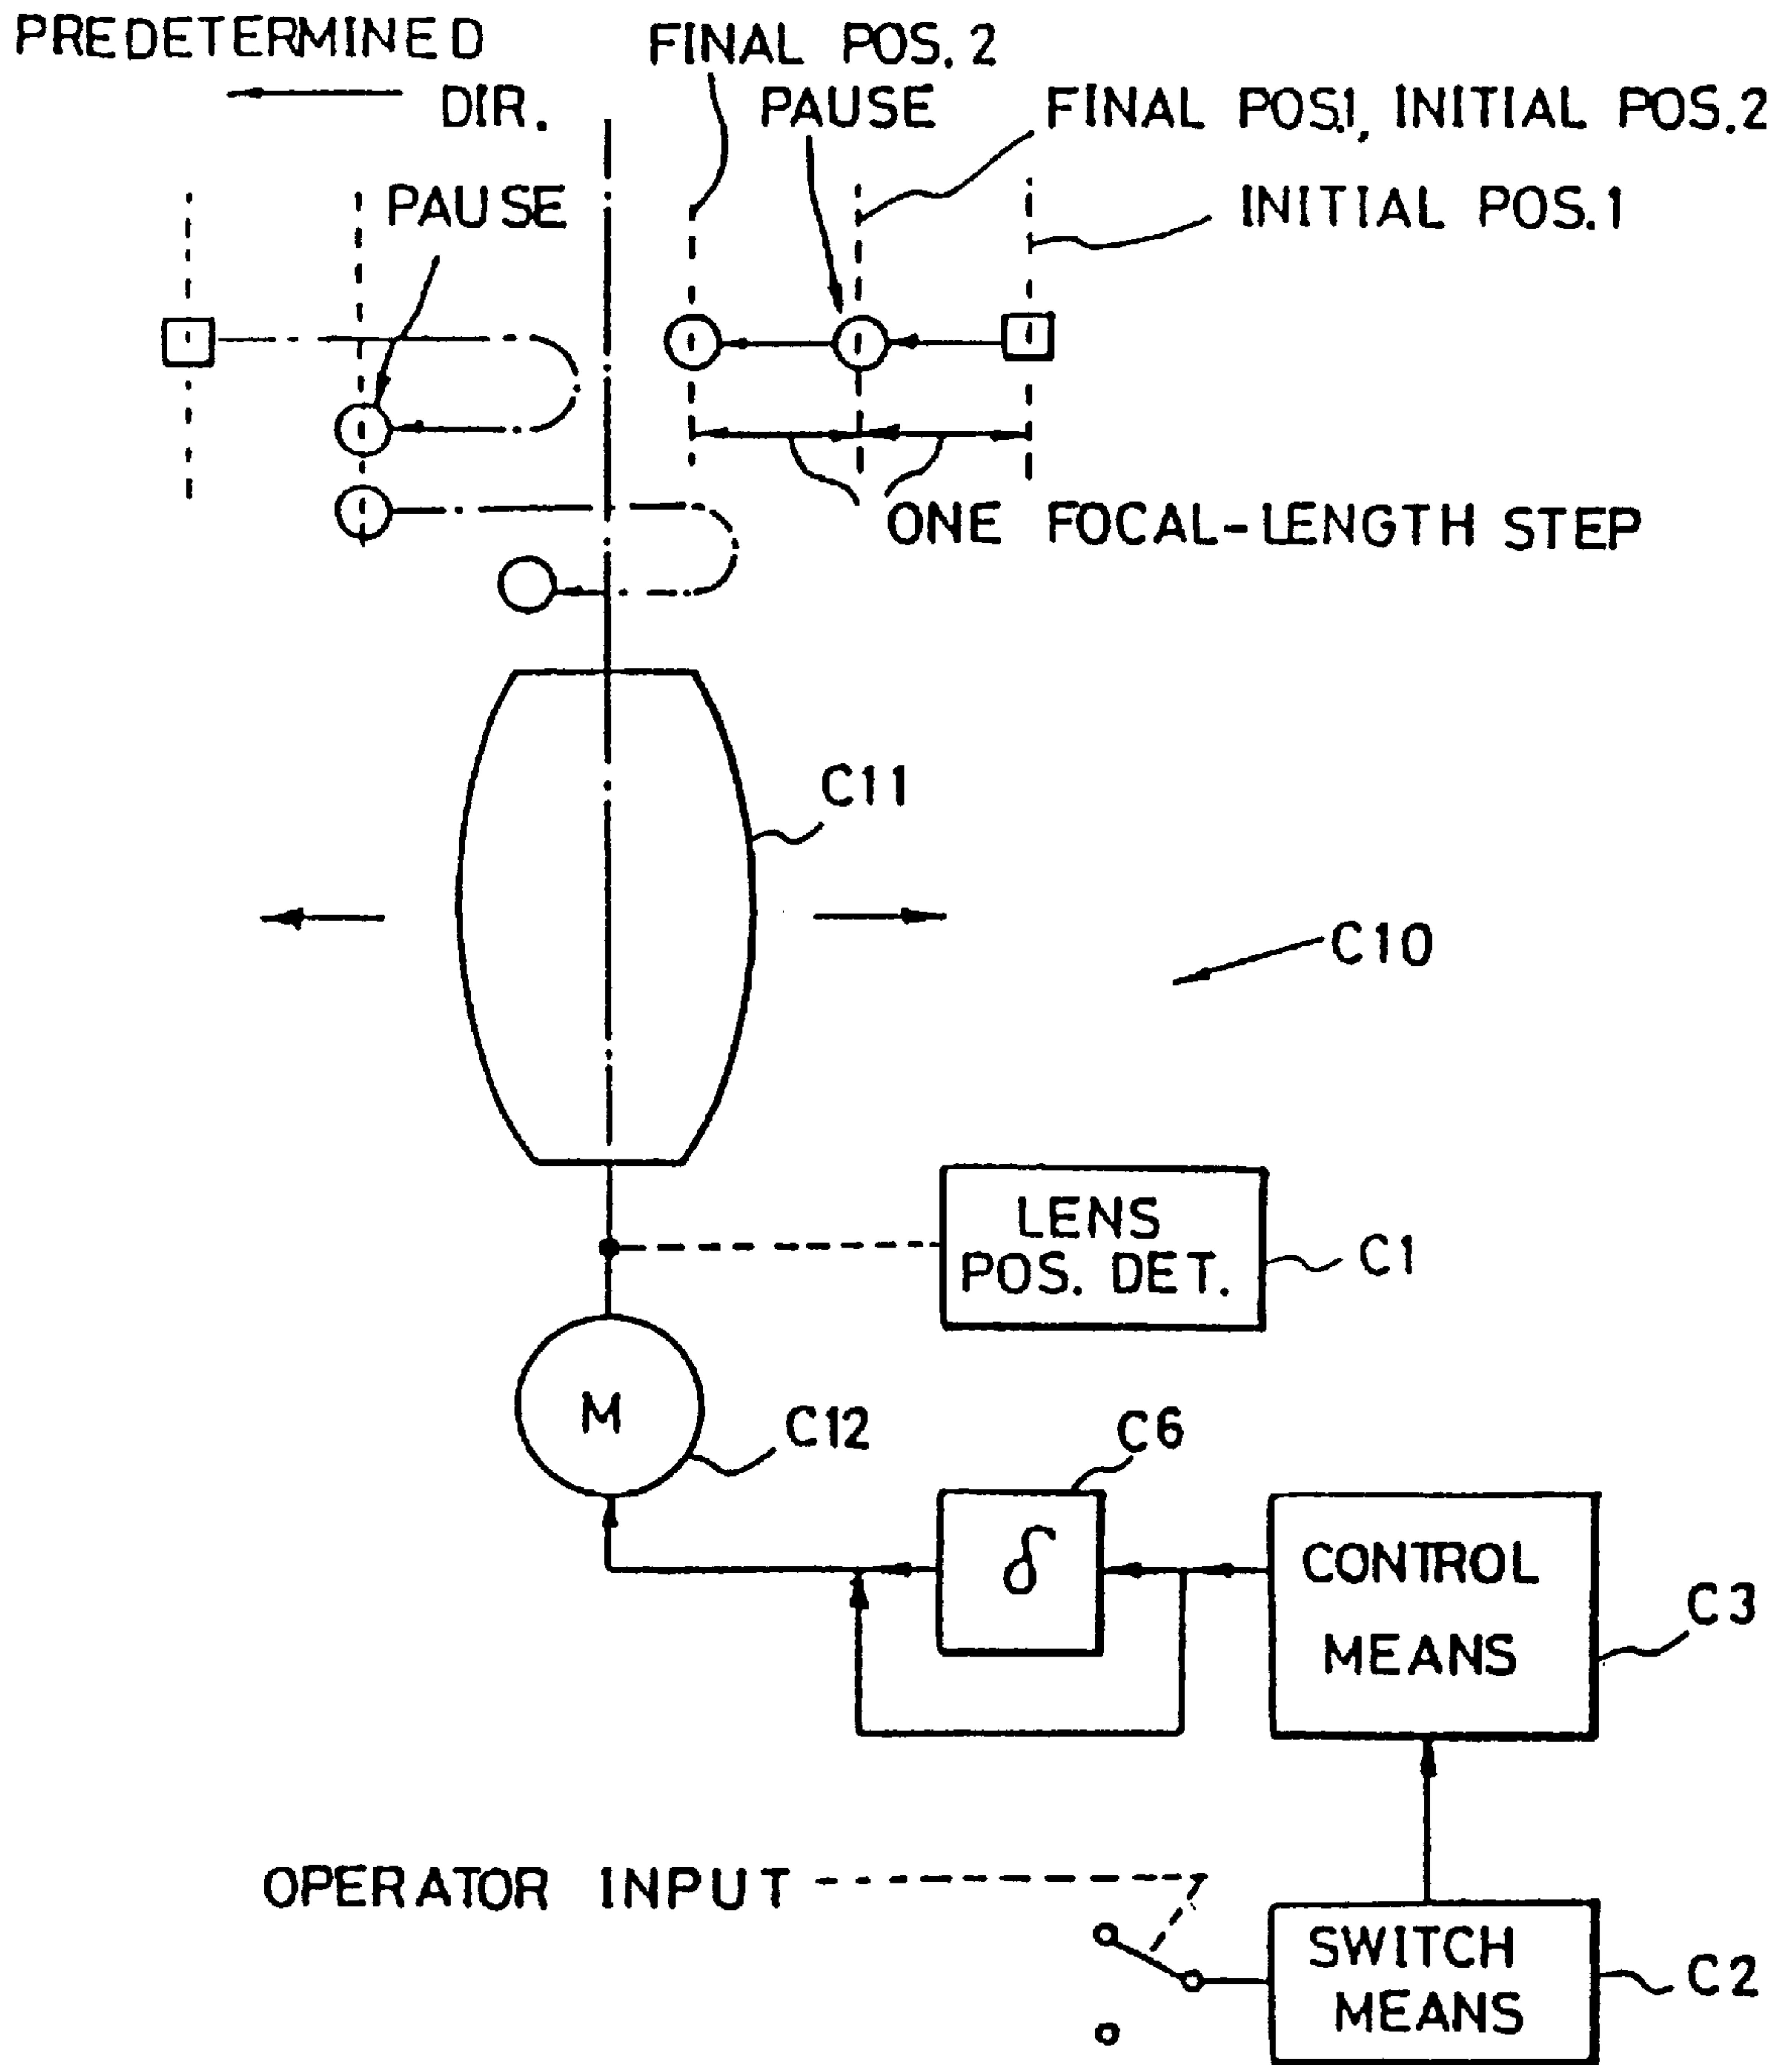 PREDETERMINED
DIR.
FINAL POS. 2
PAUSE
FINAL POS.1, INITIAL POS.2
PAUSE
INITIAL POS.1
ONE FOCAL-LENGTH STEP
C11
C10
LENS
POS. DET.
C1
M
C12
C6
δ
CONTROL
MEANS
C3
OPERATOR INPUT
SWITCH
MEANS
C2